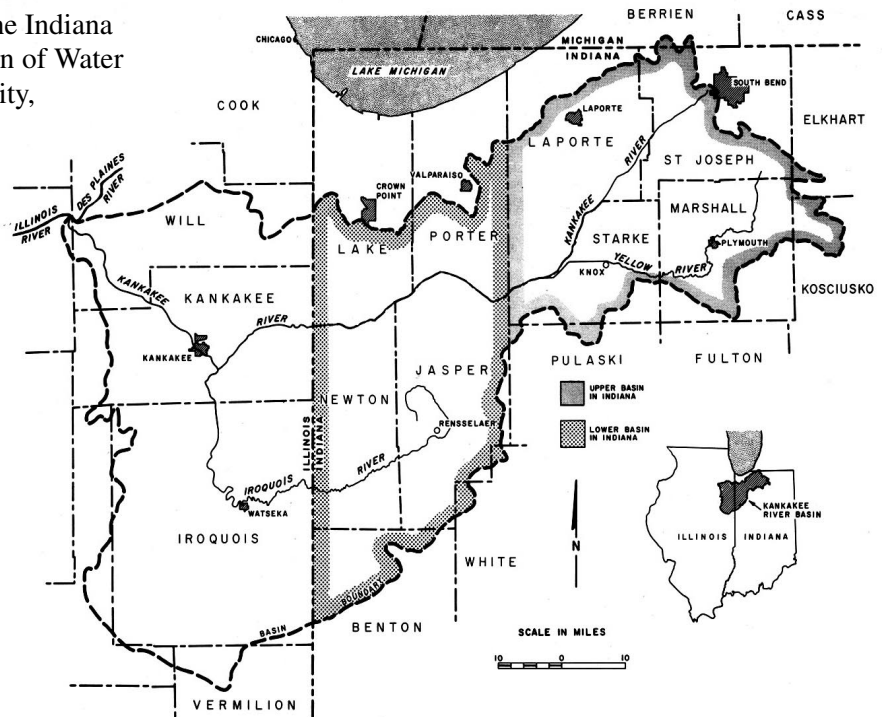 ne Indiana
n of Water
ity,
BERRIEN
CASS
CHICAGO
MICHIGAN
INDIANA
LAKE MICHIGAN
SOUTH BEND
COOK
LAPORTE
LAPORTE
ELKHART
DES PLAINES
RIVER
ILLINOIS
RIVER
WILL
CROWN
POINT
VALPARAISO
KANKAKEE
RIVER
ST JOSEPH
MARSHALL
LAKE
PORTER
STARKE
PLYMOUTH
KNOX
YELLOW
RIVER
KOSCIUSKO
KANKAKEE
KANKAKEE
RIVER
KANKAKEE
PULASKI
FULTON
JASPER
NEWTON
RENSSELAER
ILLINOIS
INDIANA
UPPER BASIN
IN INDIANA
LOWER BASIN
IN INDIANA
IROQUOIS
RIVER
WATSEKA
IROQUOIS
WHITE
N
KANKAKEE
RIVER BASIN
ILLINOIS
INDIANA
BASIN
BOUNDARY
BENTON
SCALE IN MILES
10 0 10
VERMILION